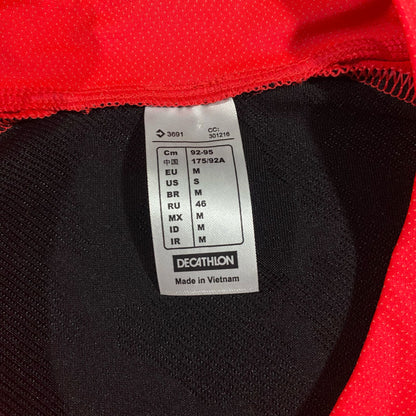 3691 CC: 301216
Cm 92-95
中国 175/92A
EU M
US S
BR M
RU 46
MX M
ID M
IR M
DECATHLON
Made in Vietnam